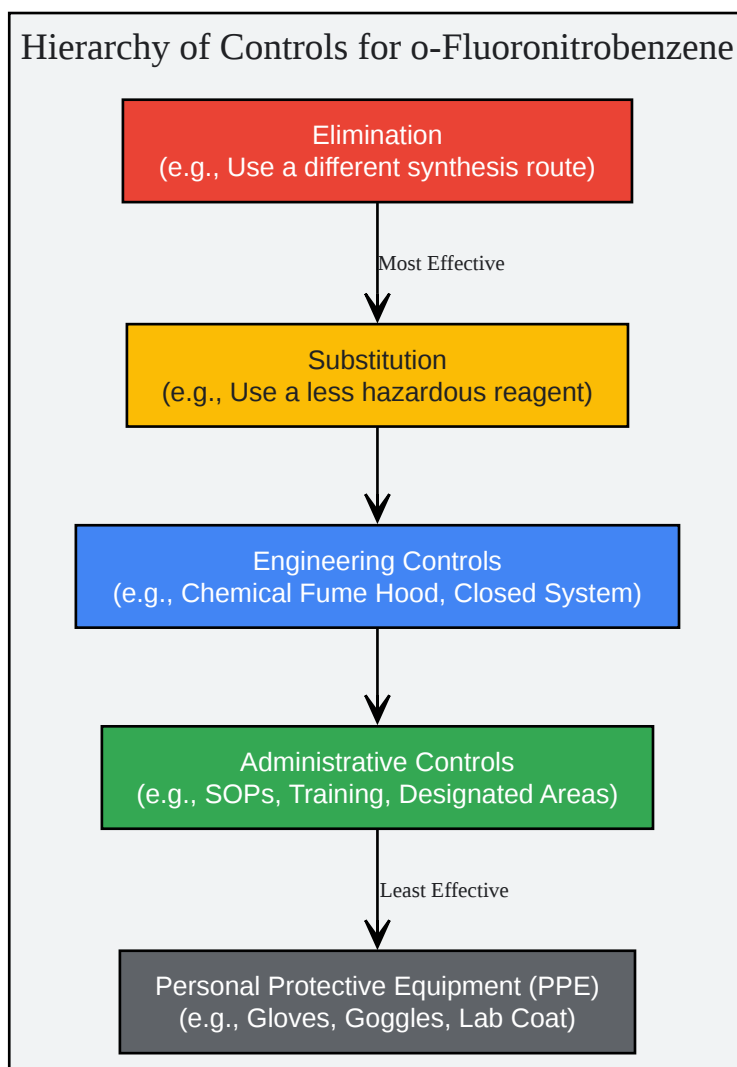 Hierarchy of Controls for o-Fluoronitrobenzene
Elimination
(e.g., Use a different synthesis route)
Most Effective
Substitution
(e.g., Use a less hazardous reagent)
Engineering Controls
(e.g., Chemical Fume Hood, Closed System)
Administrative Controls
(e.g., SOPs, Training, Designated Areas)
Least Effective
Personal Protective Equipment (PPE)
(e.g., Gloves, Goggles, Lab Coat)